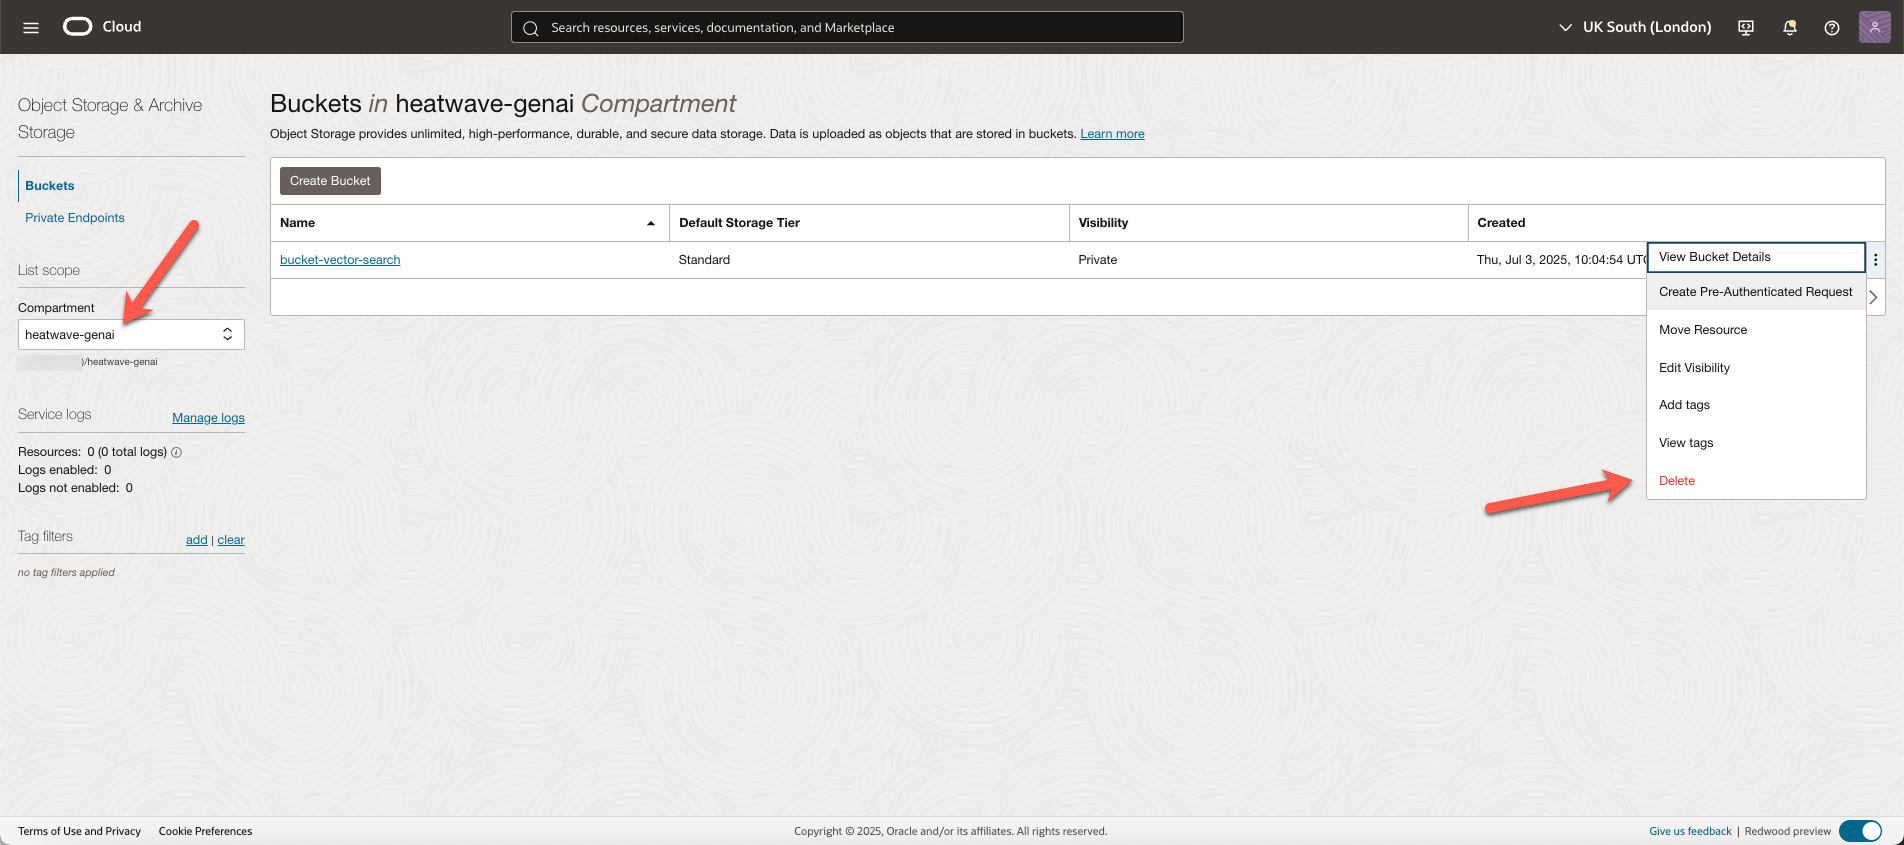 Cloud
Search resources, services, documentation, and Marketplace
UK South (London)
Object Storage & Archive
Storage
Buckets
Private Endpoints
List scope
Compartment
heatwave-genai
)/heatwave-genai
Service logs
Manage logs
Resources: 0 (0 total logs)
Logs enabled: 0
Logs not enabled: 0
Tag filters
add | clear
no tag filters applied
Buckets in heatwave-genai Compartment
Object Storage provides unlimited, high-performance, durable, and secure data storage. Data is uploaded as objects that are stored in buckets. Learn more
Create Bucket
Name Default Storage Tier Visibility Created
bucket-vector-search Standard Private Thu, Jul 3, 2025, 10:04:54 UTC
View Bucket Details
Create Pre-Authenticated Request
Move Resource
Edit Visibility
Add tags
View tags
Delete
Terms of Use and Privacy Cookie Preferences
Copyright © 2025, Oracle and/or its affiliates. All rights reserved.
Give us feedback | Redwood preview